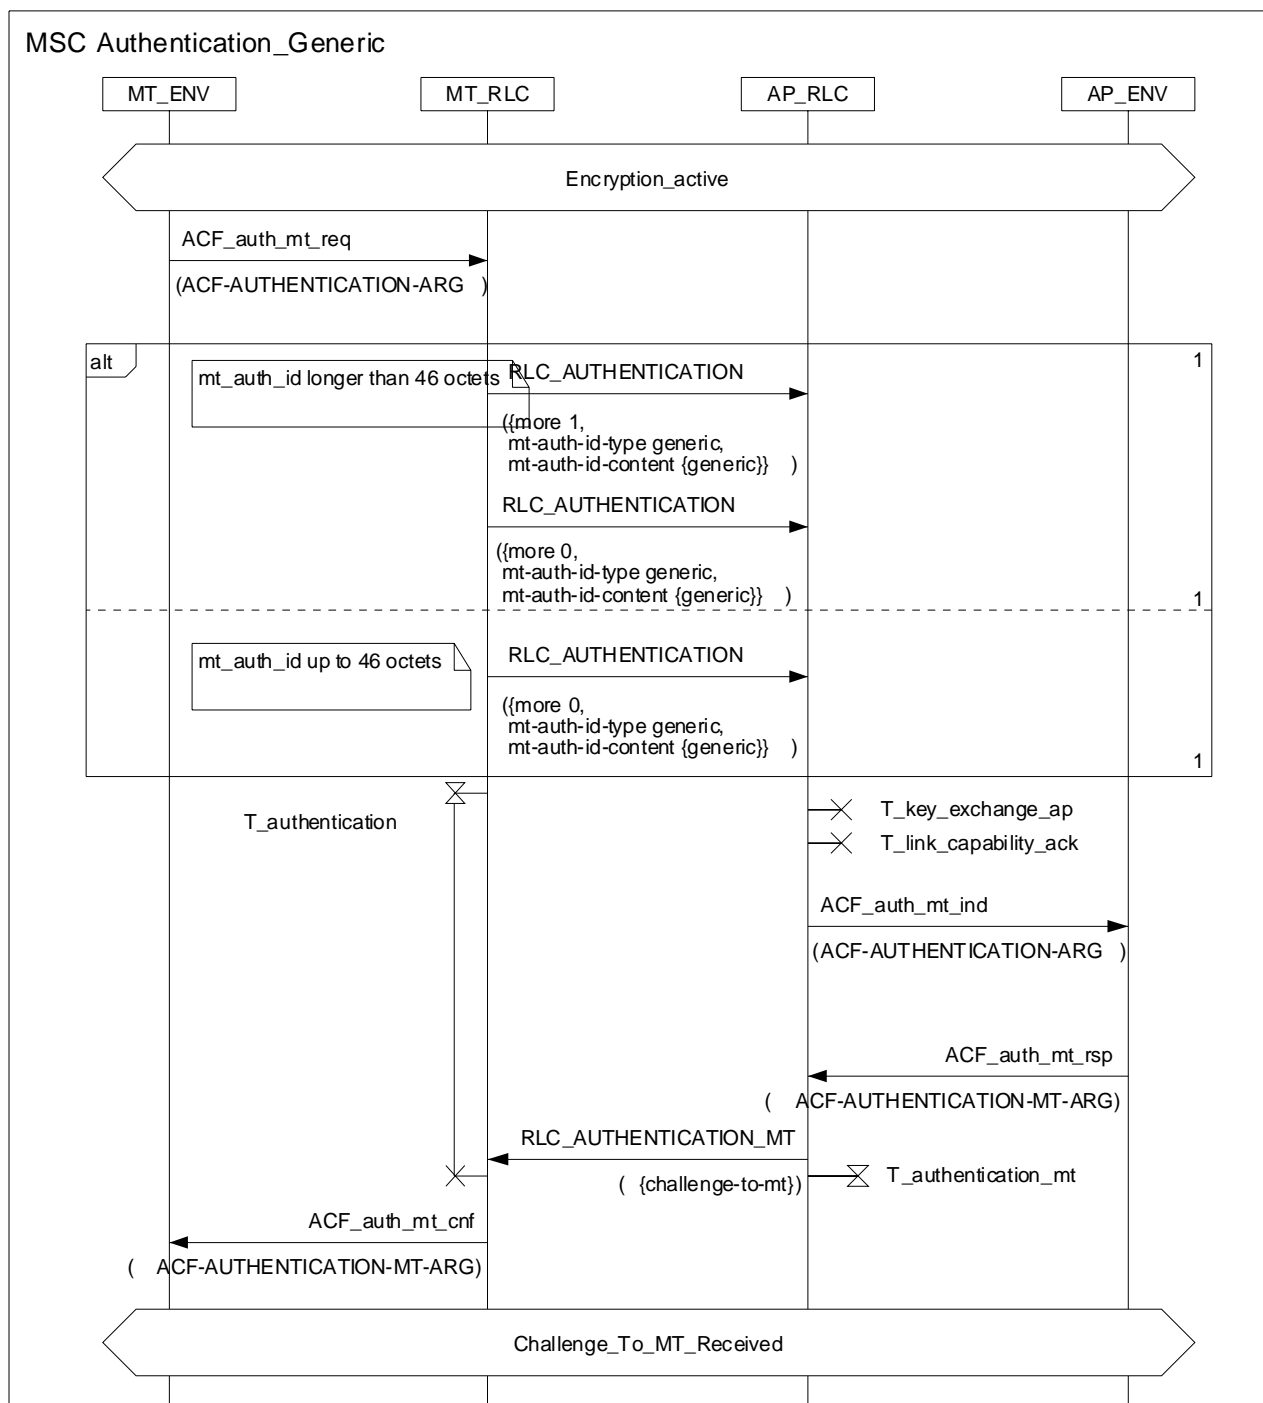 MSC Authentication_Generic
MT_ENV
MT_RLC
AP_RLC
AP_ENV
Encryption_active
ACF_auth_mt_req
(ACF-AUTHENTICATION-ARG )
alt
1
mt_auth_id longer than 46 octets
RLC_AUTHENTICATION
({more 1,
mt-auth-id-type generic,
mt-auth-id-content {generic}} )
RLC_AUTHENTICATION
({more 0,
mt-auth-id-type generic,
mt-auth-id-content {generic}} )
1
mt_auth_id up to 46 octets
RLC_AUTHENTICATION
({more 0,
mt-auth-id-type generic,
mt-auth-id-content {generic}} )
1
T_authentication
T_key_exchange_ap
T_link_capability_ack
ACF_auth_mt_ind
(ACF-AUTHENTICATION-ARG )
ACF_auth_mt_rsp
( ACF-AUTHENTICATION-MT-ARG)
RLC_AUTHENTICATION_MT
( {challenge-to-mt})
T_authentication_mt
ACF_auth_mt_cnf
( ACF-AUTHENTICATION-MT-ARG)
Challenge_To_MT_Received